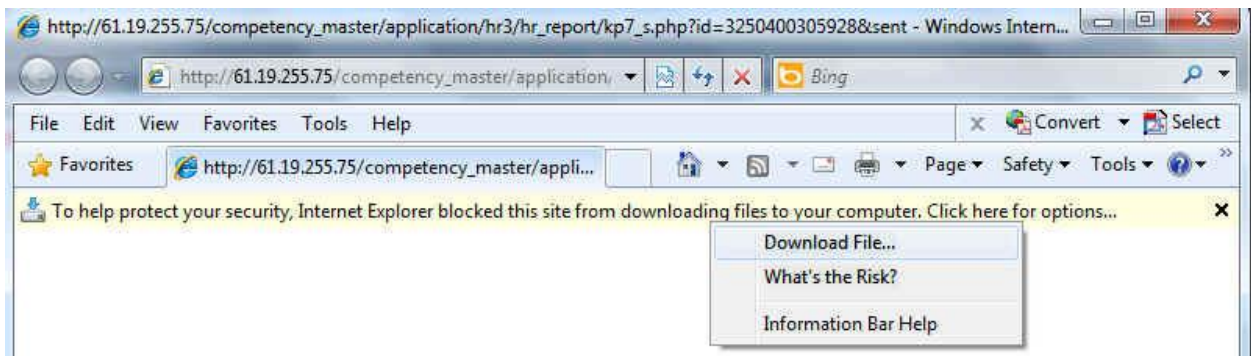 http://61.19.255.75/competency_master/application/hr3/hr_report/kp7_s.php?id=3250400305928&sent - Windows Intern...
http://61.19.255.75/competency_master/application, Bing
File Edit View Favorites Tools Help x Convert Select
Favorites http://61.19.255.75/competency_master/appli... Page Safety Tools
To help protect your security, Internet Explorer blocked this site from downloading files to your computer. Click here for options...
Download File...
What's the Risk?
Information Bar Help